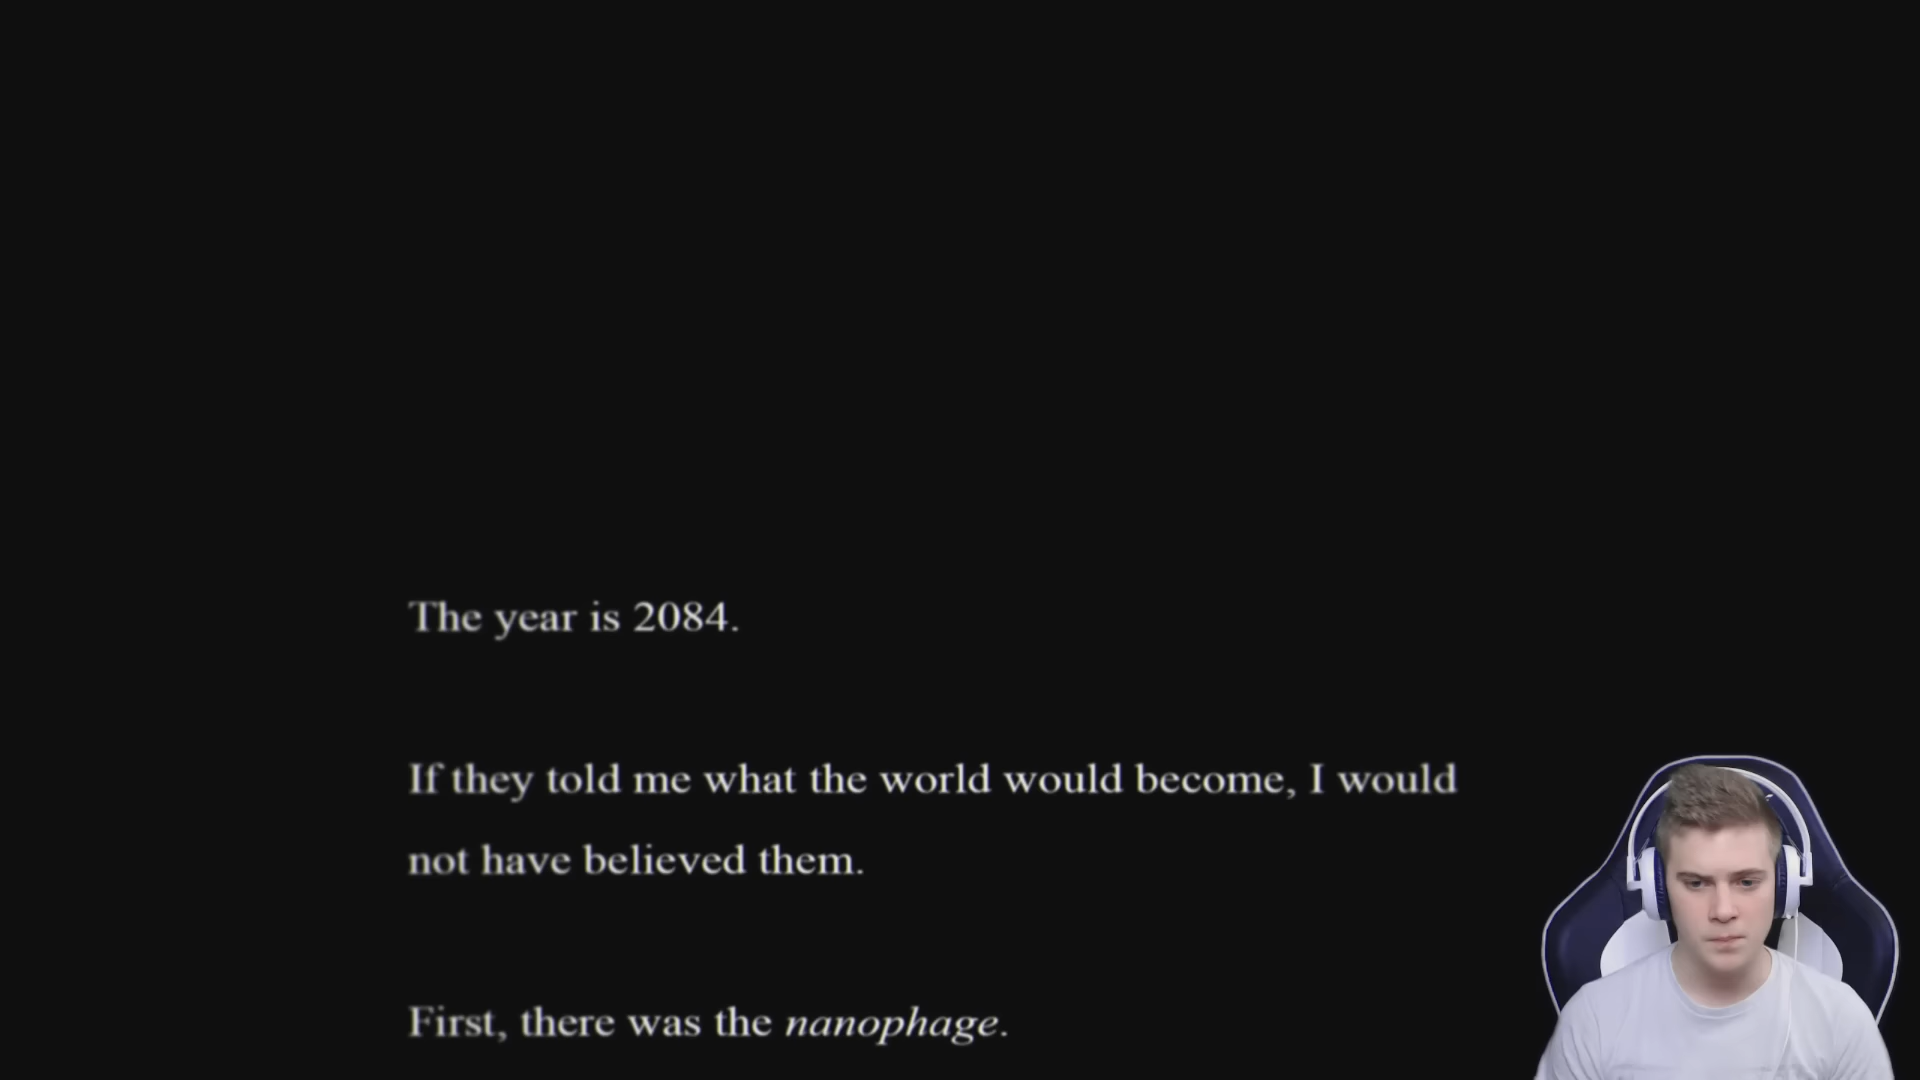 The year is 2084.
If they told me what the world would become, I would
not have believed them.
First, there was the nanophage.